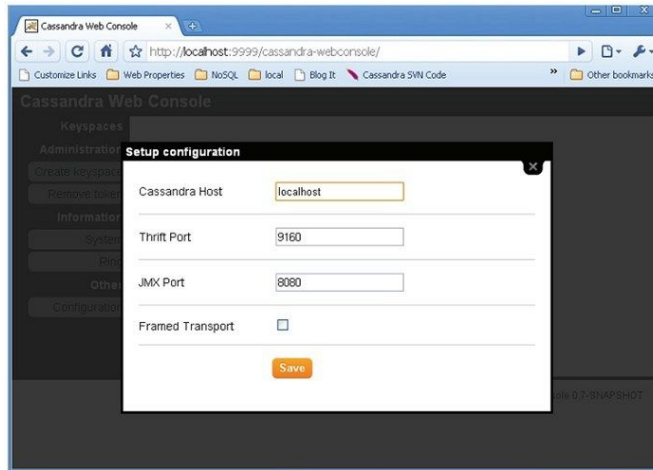 Cassandra Web Console
http://localhost:9999/cassandra-webconsole/
Customize Links Web Properties NoSQL local Blog It Cassandra SVN Code » Other bookmarks
Cassandra Web Console
Keyspaces
Administration
Create keyspace
Remove token
Information
System
Ring
Other
Configuration
Setup configuration
Cassandra Host localhost
Thrift Port 9160
JMX Port 8080
Framed Transport
Save
0.7-SNAPSHOT